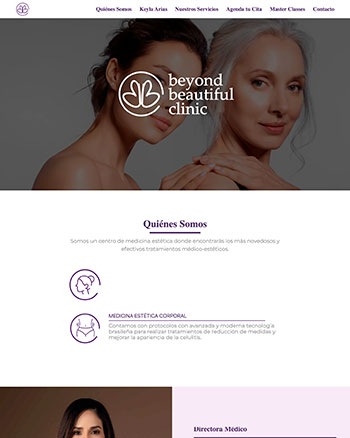 Quiénes Somos Keyla Arias Nuestros Servicios Agenda tu Cita Master Classes Contacto
beyond
beautiful
clinic
Quiénes Somos
Somos un centro de medicina estética donde encontrarás los más novedosos y
efectivos tratamientos médico-estéticos.
MEDICINA ESTÉTICA CORPORAL
Contamos con protocolos con avanzada y moderna tecnología
brasileña para realizar tratamientos de reducción de medidas y
mejorar la apariencia de la celulitis.
Directora Médico